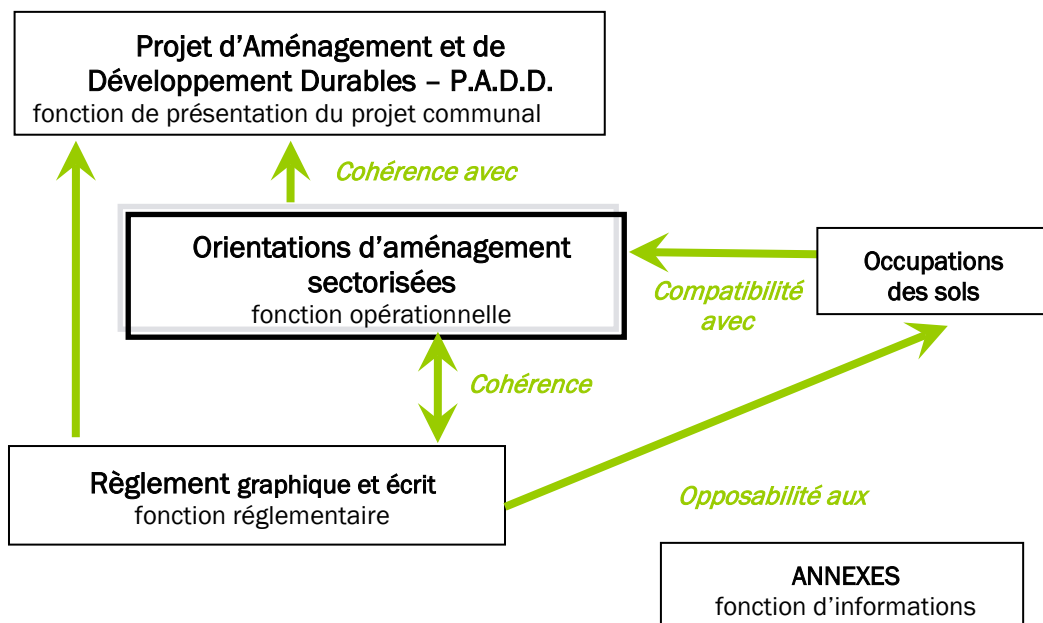 Projet d’Aménagement et de
Développement Durables – P.A.D.D.
fonction de présentation du projet communal
Cohérence avec
Orientations d’aménagement
sectorisées
fonction opérationnelle
Occupations
des sols
Compatibilité
avec
Cohérence
Règlement graphique et écrit
fonction réglementaire
Opposabilité aux
ANNEXES
fonction d’informations